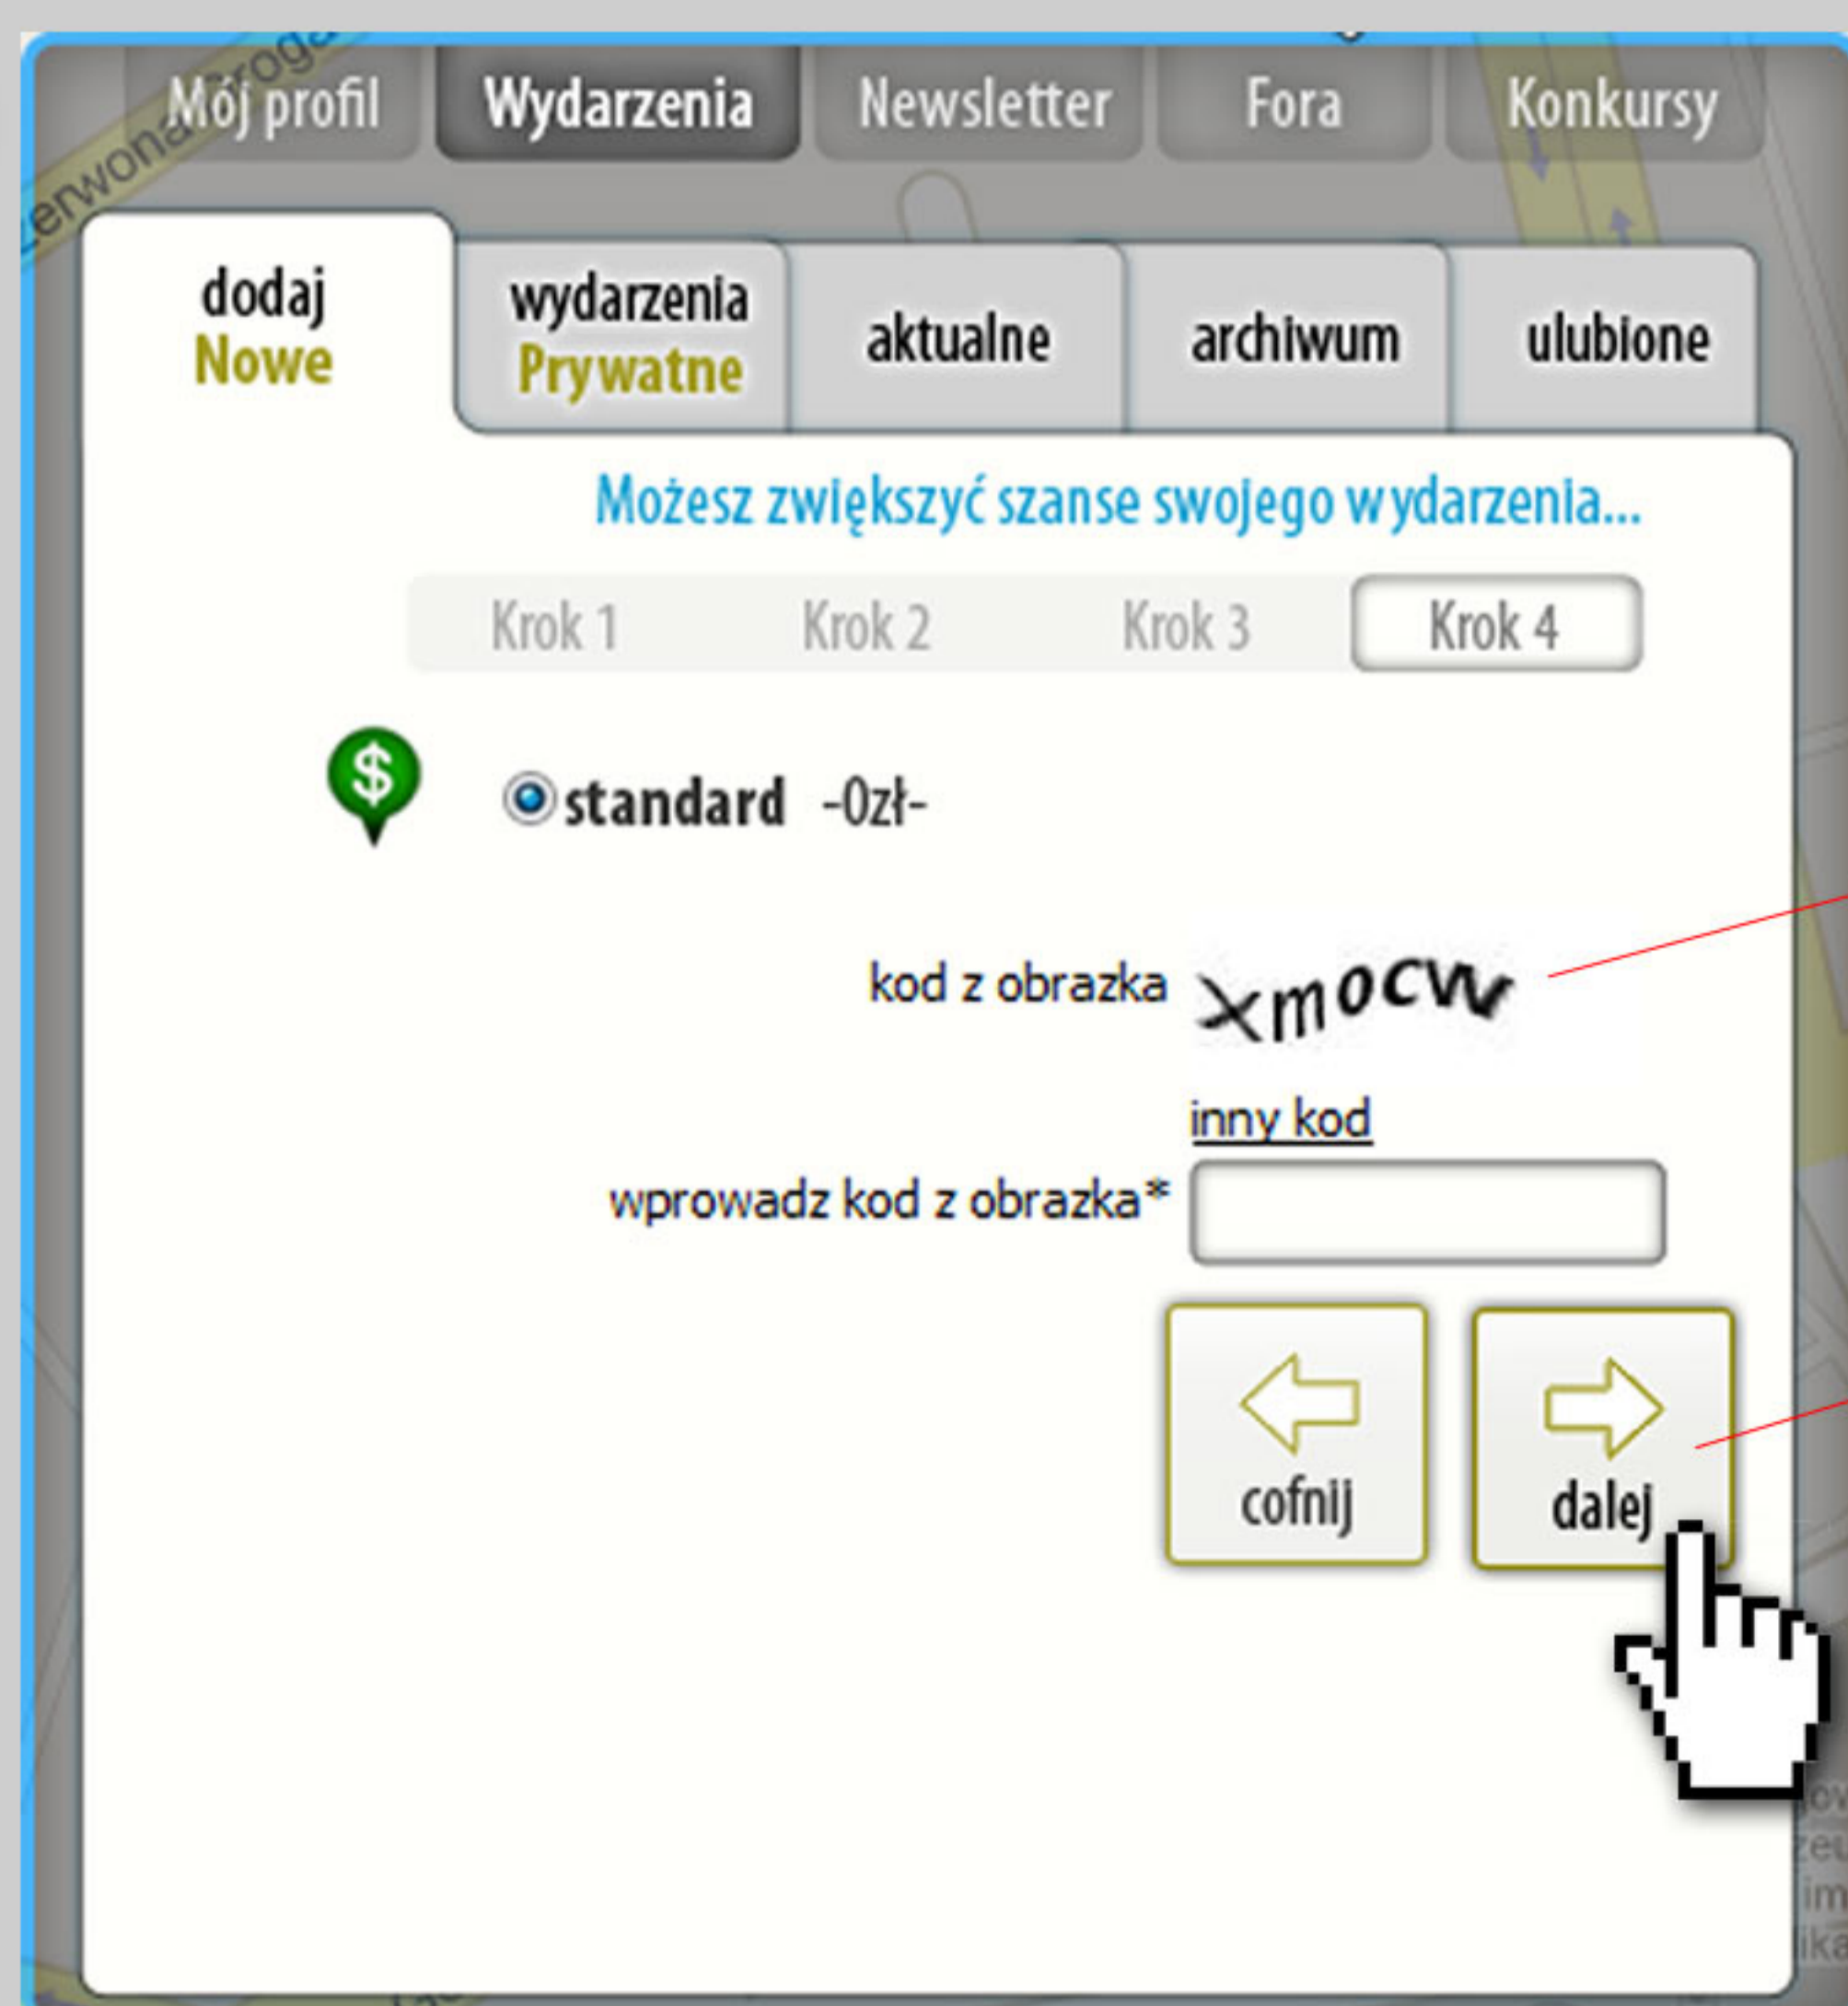 Mój profil Wydarzenia Newsletter Fora Konkursy
dodaj
Nowe
wydarzenia
Prywatne
aktualne
archiwum
ulubione
Możesz zwiększyć szanse swojego wydarzenia...
Krok 1 Krok 2 Krok 3 Krok 4
$
standard -0zł-
kod z obrazka xmocw
inny kod
wprowadz kod z obrazka*
cofnij
dalej